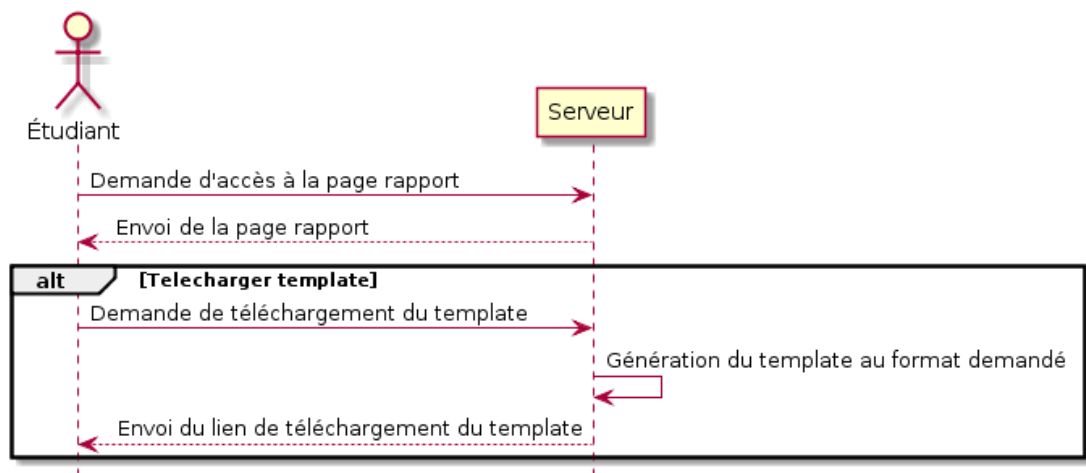 Étudiant
Serveur
Demande d'accès à la page rapport
Envoi de la page rapport
alt
[Telecharger template]
Demande de téléchargement du template
Génération du template au format demandé
Envoi du lien de téléchargement du template